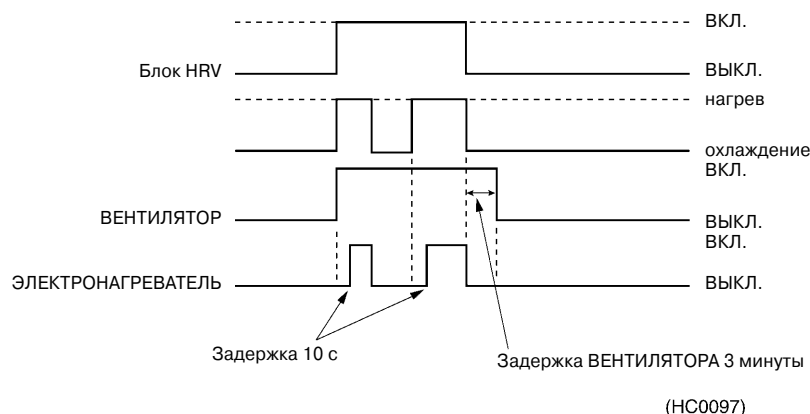 ВКЛ.
Блок HRV
ВЫКЛ.
нагрев
охлаждение
ВКЛ.
ВЕНТИЛЯТОР
ВЫКЛ.
ВКЛ.
ЭЛЕКТРОНАГРЕВАТЕЛЬ
ВЫКЛ.
Задержка 10 с
Задержка ВЕНТИЛЯТОРА 3 минуты
(HC0097)